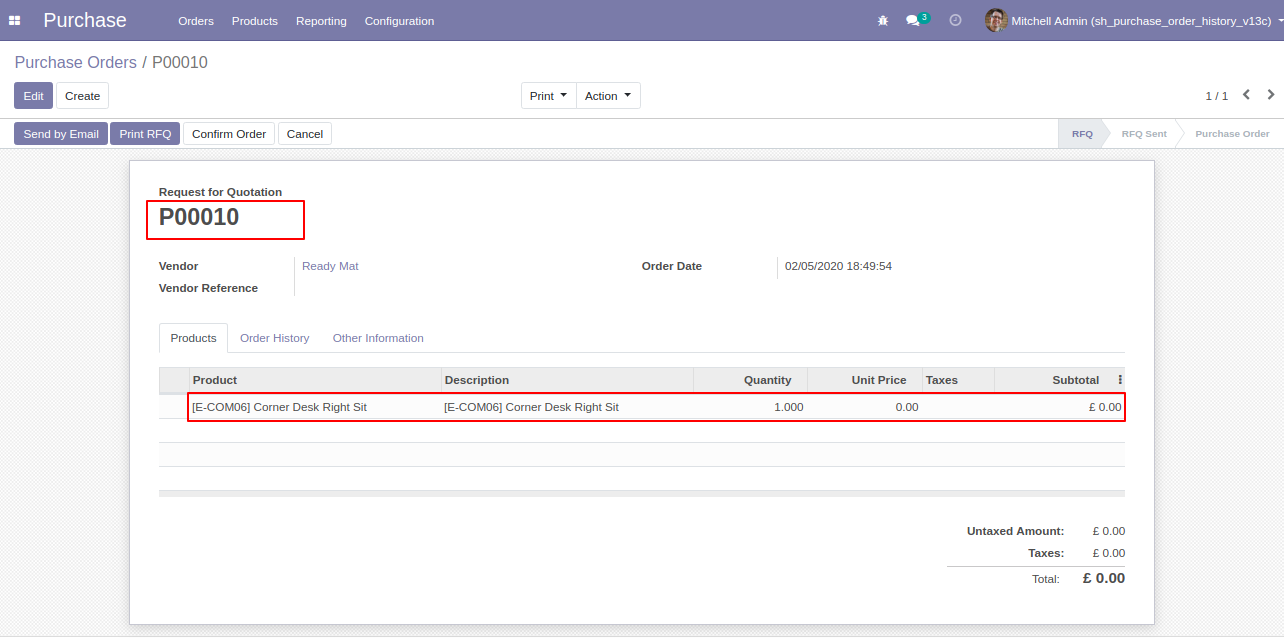 Purchase Orders Products Reporting Configuration 3 Mitchell Admin (sh_purchase_order_history_v13c)
Purchase Orders / P00010
Edit Create Print Action 1 / 1
Send by Email Print RFQ Confirm Order Cancel RFQ RFQ Sent Purchase Order
Request for Quotation
P00010
Vendor Ready Mat Order Date 02/05/2020 18:49:54
Vendor Reference
Products Order History Other Information
Product Description Quantity Unit Price Taxes Subtotal
[E-COM06] Corner Desk Right Sit [E-COM06] Corner Desk Right Sit 1.000 0.00 £ 0.00
Untaxed Amount: £ 0.00
Taxes: £ 0.00
Total: £ 0.00